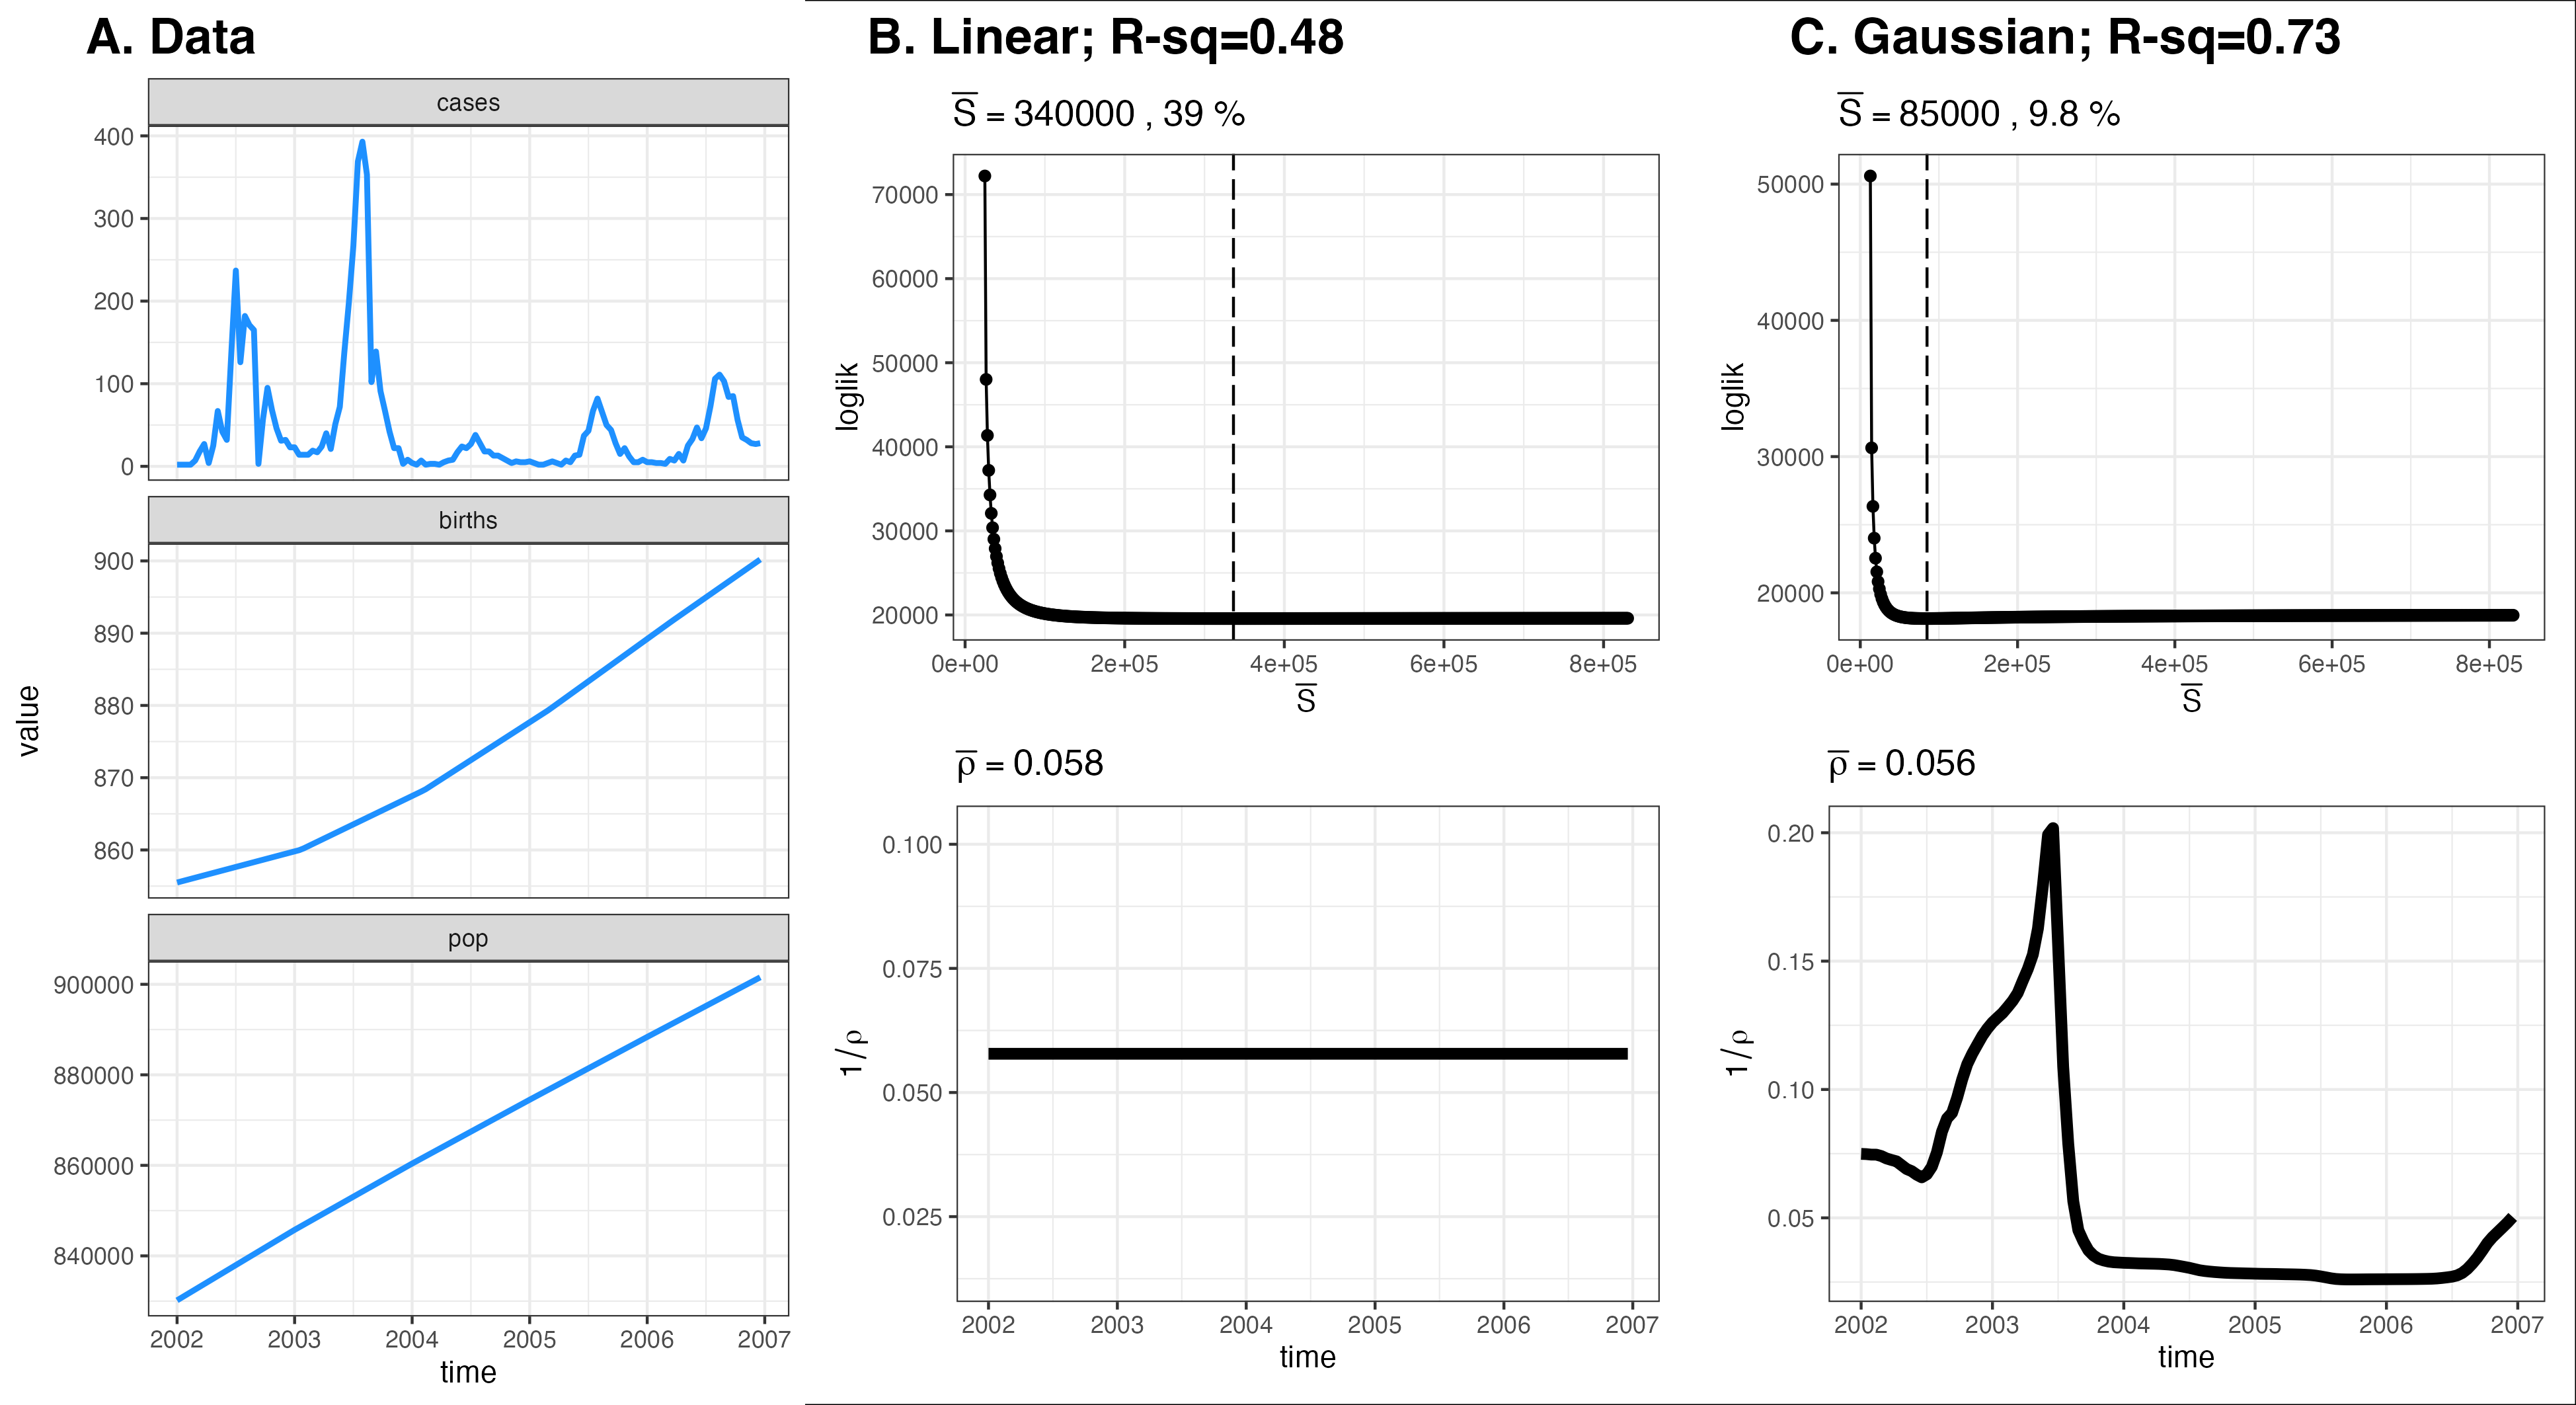 A. Data
cases
400
300
200
100
0
births
900
890
880
870
860
pop
900000
880000
860000
840000
2002 2003 2004 2005 2006 2007
time
value
B. Linear; R-sq=0.48
S̅ = 340000 , 39 %
70000
60000
50000
40000
30000
20000
loglik
0e+00 2e+05 4e+05 6e+05 8e+05
S̅
ρ̅ = 0.058
0.100
0.075
0.050
0.025
1/ρ
2002 2003 2004 2005 2006 2007
time
C. Gaussian; R-sq=0.73
S̅ = 85000 , 9.8 %
50000
40000
30000
20000
loglik
0e+00 2e+05 4e+05 6e+05 8e+05
S̅
ρ̅ = 0.056
0.20
0.15
0.10
0.05
1/ρ
2002 2003 2004 2005 2006 2007
time